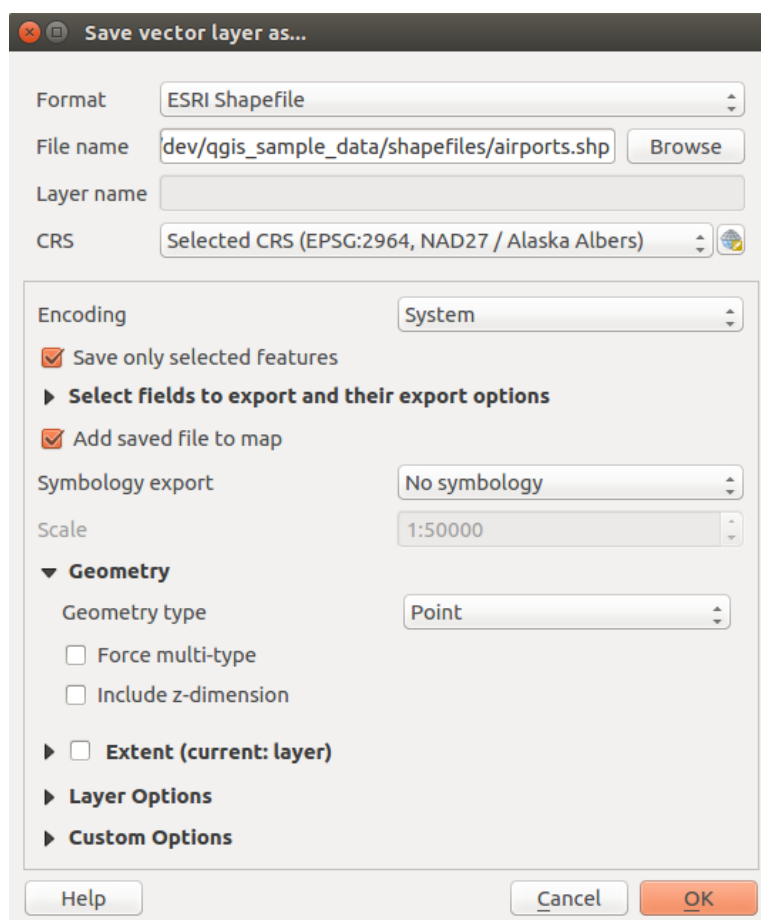 Save vector layer as...
Format ESRI Shapefile
File name dev/qgis_sample_data/shapefiles/airports.shp Browse
Layer name
CRS Selected CRS (EPSG:2964, NAD27 / Alaska Albers)
Encoding System
Save only selected features
Select fields to export and their export options
Add saved file to map
Symbology export No symbology
Scale 1:50000
Geometry
Geometry type Point
Force multi-type
Include z-dimension
Extent (current: layer)
Layer Options
Custom Options
Help Cancel OK